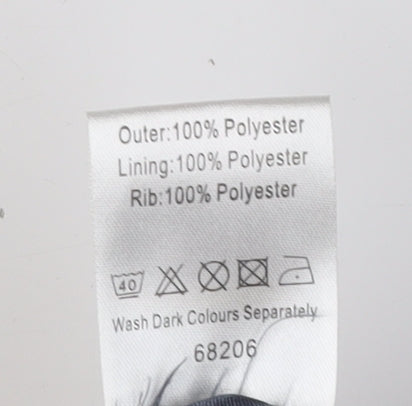 Outer:100% Polyester
Lining:100% Polyester
Rib:100% Polyester
40
Wash Dark Colours Separately
68206